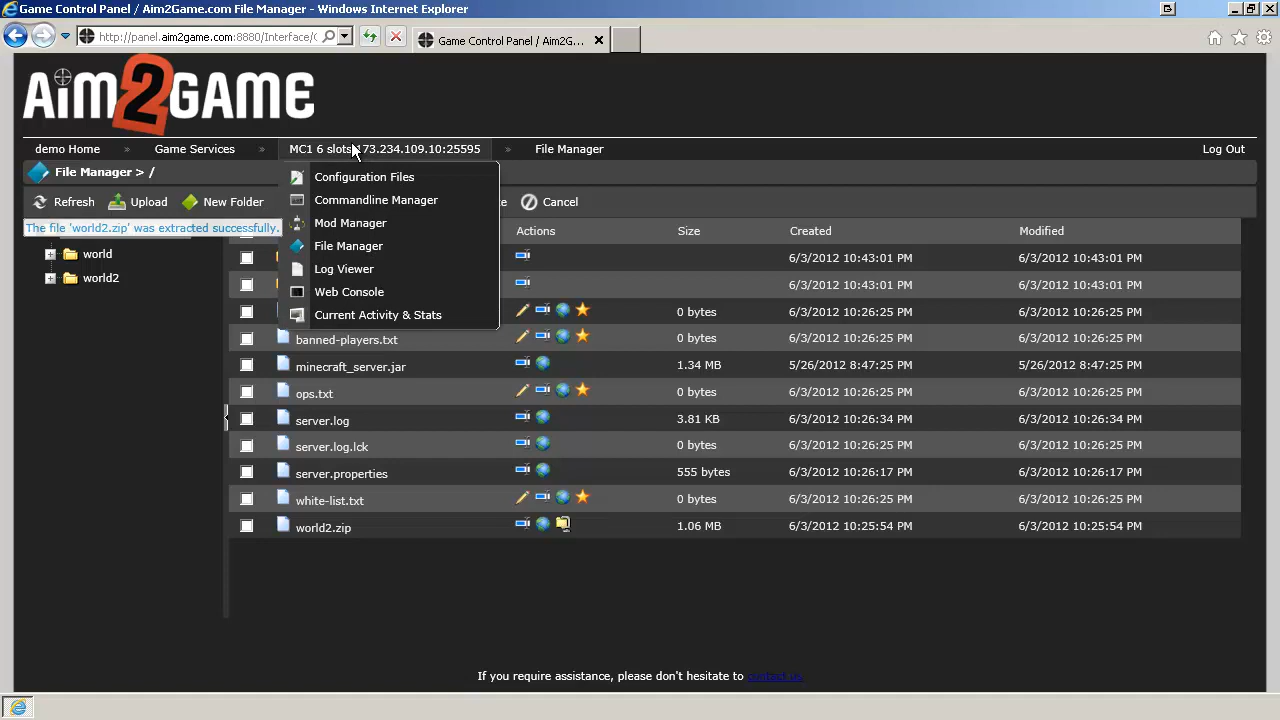 Game Control Panel / Aim2Game.com File Manager - Windows Internet Explorer
http://panel.aim2game.com:8880/Interface/
Game Control Panel / Aim2G...
AIM2GAME
demo Home
Game Services
»
MC1 6 slots 173.234.109.10:25595
»
File Manager
Log Out
File Manager > /
Refresh
Upload
New Folder
Cancel
The file 'world2.zip' was extracted successfully.
world
world2
Configuration Files
Commandline Manager
Mod Manager
File Manager
Log Viewer
Web Console
Current Activity & Stats
Actions Size Created Modified
6/3/2012 10:43:01 PM 6/3/2012 10:43:01 PM
6/3/2012 10:43:01 PM 6/3/2012 10:43:01 PM
0 bytes 6/3/2012 10:26:25 PM 6/3/2012 10:26:25 PM
banned-players.txt 0 bytes 6/3/2012 10:26:25 PM 6/3/2012 10:26:25 PM
minecraft_server.jar 1.34 MB 5/26/2012 8:47:25 PM 5/26/2012 8:47:25 PM
ops.txt 0 bytes 6/3/2012 10:26:25 PM 6/3/2012 10:26:25 PM
server.log 3.81 KB 6/3/2012 10:26:34 PM 6/3/2012 10:26:34 PM
server.log.lck 0 bytes 6/3/2012 10:26:25 PM 6/3/2012 10:26:25 PM
server.properties 555 bytes 6/3/2012 10:26:17 PM 6/3/2012 10:26:17 PM
white-list.txt 0 bytes 6/3/2012 10:26:25 PM 6/3/2012 10:26:25 PM
world2.zip 1.06 MB 6/3/2012 10:25:54 PM 6/3/2012 10:25:54 PM
If you require assistance, please don't hesitate to contact us.